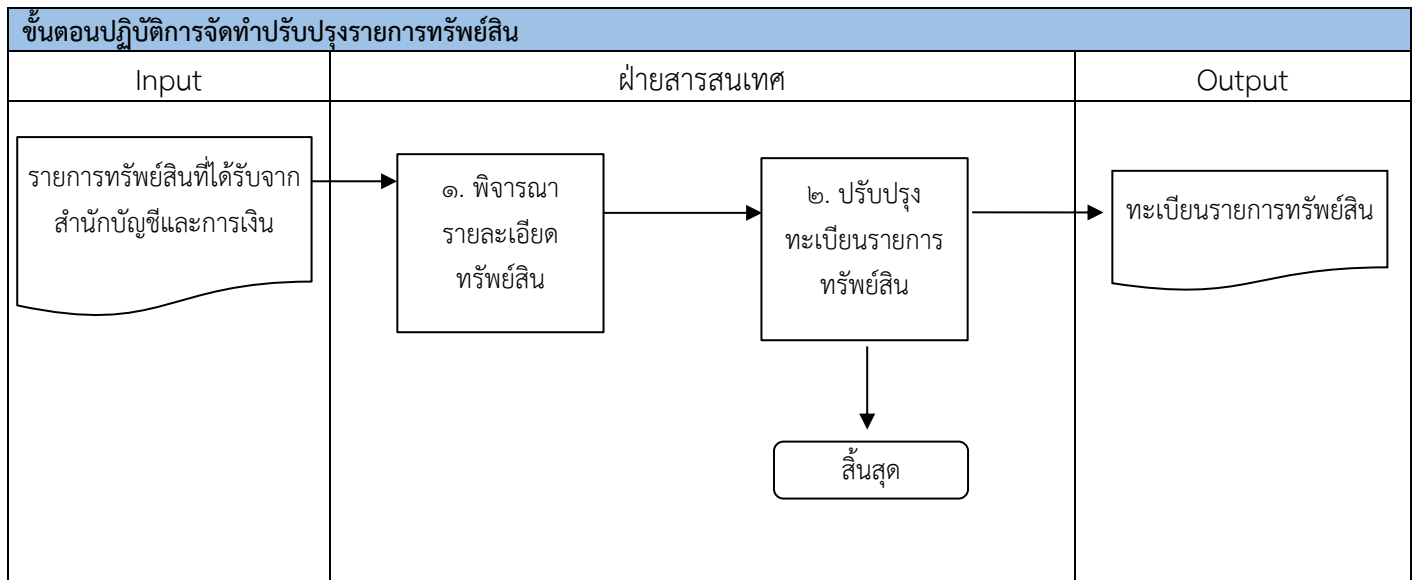 ขั้นตอนปฏิบัติการจัดทำปรับปรุงรายการทรัพย์สิน
Input
ฝ่ายสารสนเทศ
Output
รายการทรัพย์สินที่ได้รับจาก
สำนักบัญชีและการเงิน
๑. พิจารณา
รายละเอียด
ทรัพย์สิน
๒. ปรับปรุง
ทะเบียนรายการ
ทรัพย์สิน
ทะเบียนรายการทรัพย์สิน
สิ้นสุด